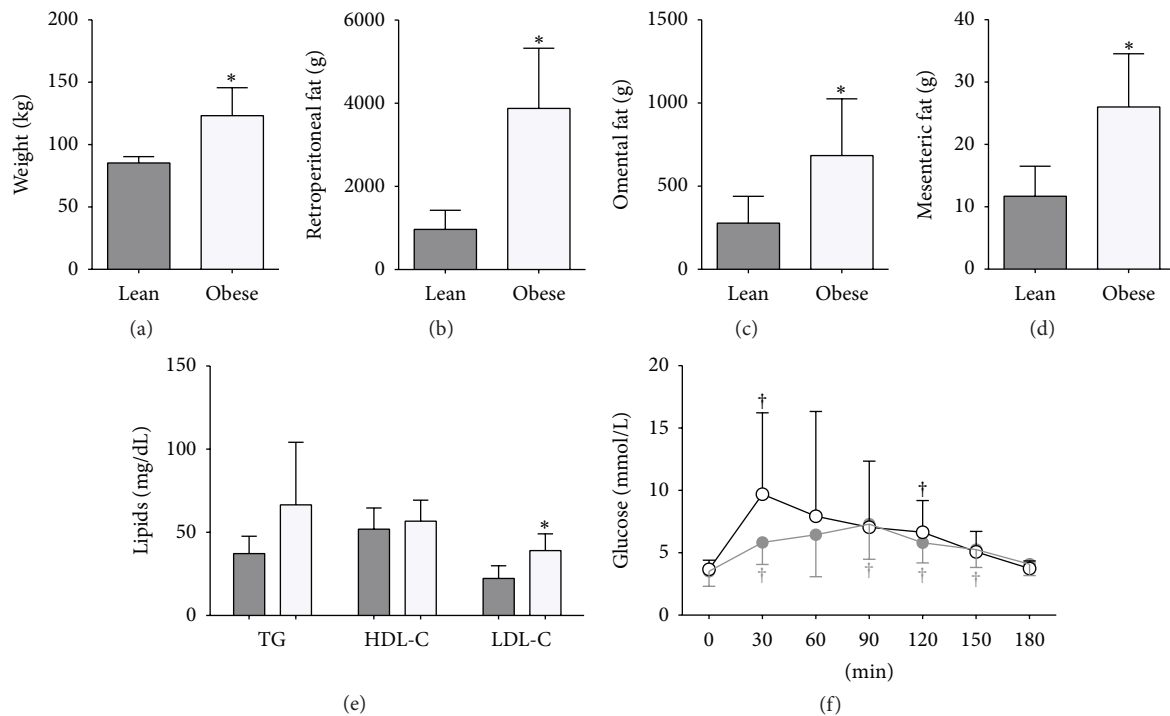 Weight (kg)
200
150
100
50
0
*
Lean Obese
(a)
Retroperitoneal fat (g)
6000
4000
2000
0
*
Lean Obese
(b)
Omental fat (g)
1500
1000
500
0
*
Lean Obese
(c)
Mesenteric fat (g)
40
30
20
10
0
*
Lean Obese
(d)
Lipids (mg/dL)
150
100
50
0
*
TG HDL-C LDL-C
(e)
Glucose (mmol/L)
20
15
10
5
0
† †
† † † †
0 30 60 90 120 150 180
(min)
(f)